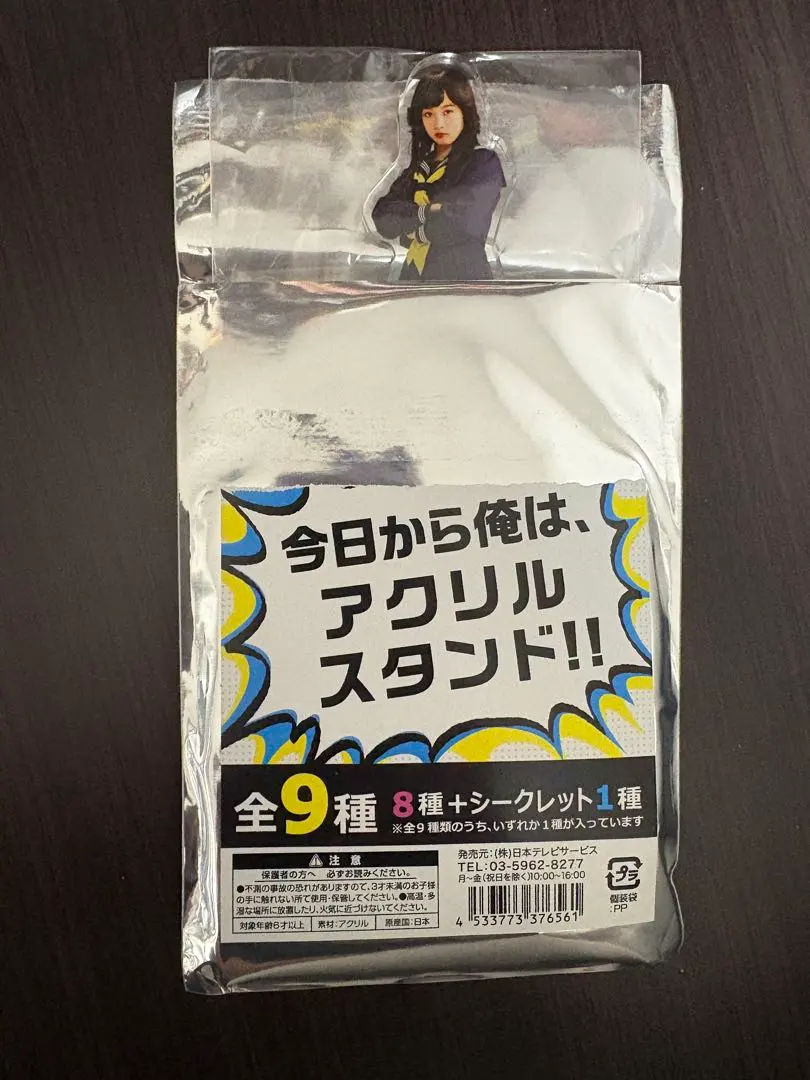 今日から俺は、
アクリル
スタンド!!
全9種 8種+シークレット1種
※全9種類のうち、いずれか1種が入っています
注意
保護者の方へ 必ずお読みください。
●不測の事故の恐れがありますので、3才未満のお子様
の手に触れない所で使用・保管してください。●高温・多
湿な場所に放置したり、火気に近づけないでください。
対象年齢6才以上 素材:アクリル 原産国:日本
発売元:(株)日本テレビサービス
TEL:03-5962-8277
月~金(祝日を除く)10:00~16:00
4 533773 376561
プラ
個装袋
:PP